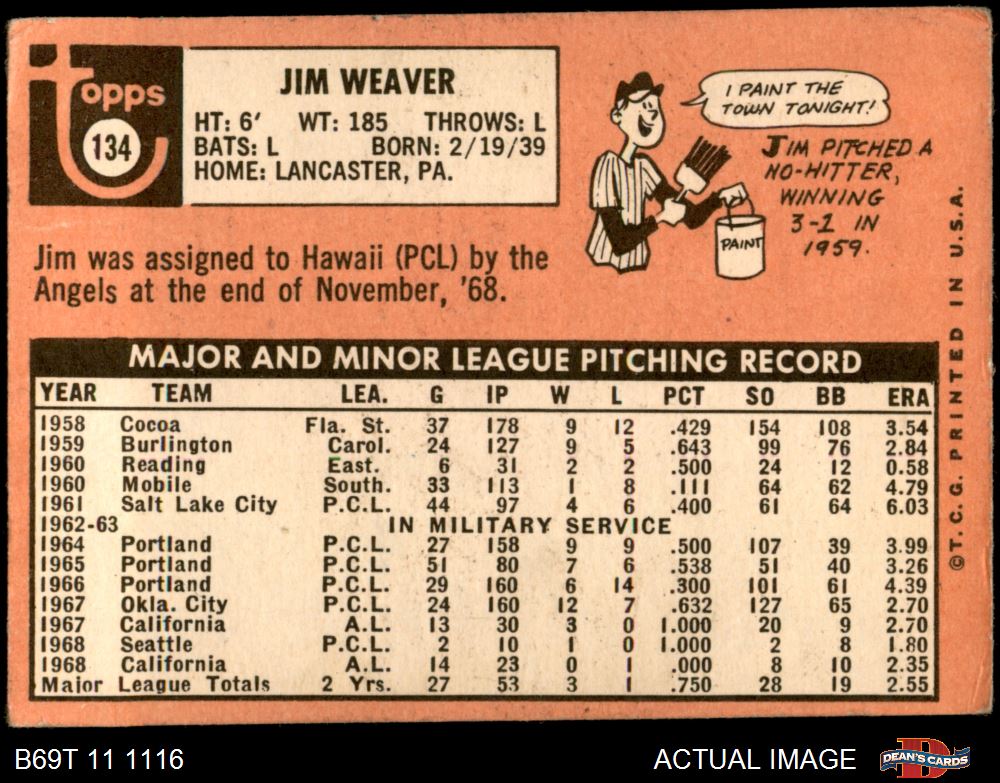 topps
134
JIM WEAVER
HT: 6′ WT: 185 THROWS: L
BATS: L BORN: 2/19/39
HOME: LANCASTER, PA.
I PAINT THE
TOWN TONIGHT!
JIM PITCHED A
NO-HITTER,
WINNING
3-1 IN
1959.
PAINT
Jim was assigned to Hawaii (PCL) by the
Angels at the end of November, '68.
MAJOR AND MINOR LEAGUE PITCHING RECORD
YEAR TEAM LEA. G IP W L PCT SO BB ERA
1958 Cocoa Fla. St. 37 178 9 12 .429 154 108 3.54
1959 Burlington Carol. 24 127 9 5 .643 99 76 2.84
1960 Reading East. 6 31 2 2 .500 24 12 0.58
1960 Mobile South. 33 113 1 8 .111 64 62 4.79
1961 Salt Lake City P.C.L. 44 97 4 6 .400 61 64 6.03
1962-63 IN MILITARY SERVICE
1964 Portland P.C.L. 27 158 9 9 .500 107 39 3.99
1965 Portland P.C.L. 51 80 7 6 .538 51 40 3.26
1966 Portland P.C.L. 29 160 6 14 .300 101 61 4.39
1967 Okla. City P.C.L. 24 160 12 7 .632 127 65 2.70
1967 California A.L. 13 30 3 0 1.000 20 9 2.70
1968 Seattle P.C.L. 2 10 1 0 1.000 2 8 1.80
1968 California A.L. 14 23 0 1 .000 8 10 2.35
Major League Totals 2 Yrs. 27 53 3 1 .750 28 19 2.55
©T.C.G. PRINTED IN U.S.A.
B69T 11 1116 ACTUAL IMAGE DEAN'S CARDS